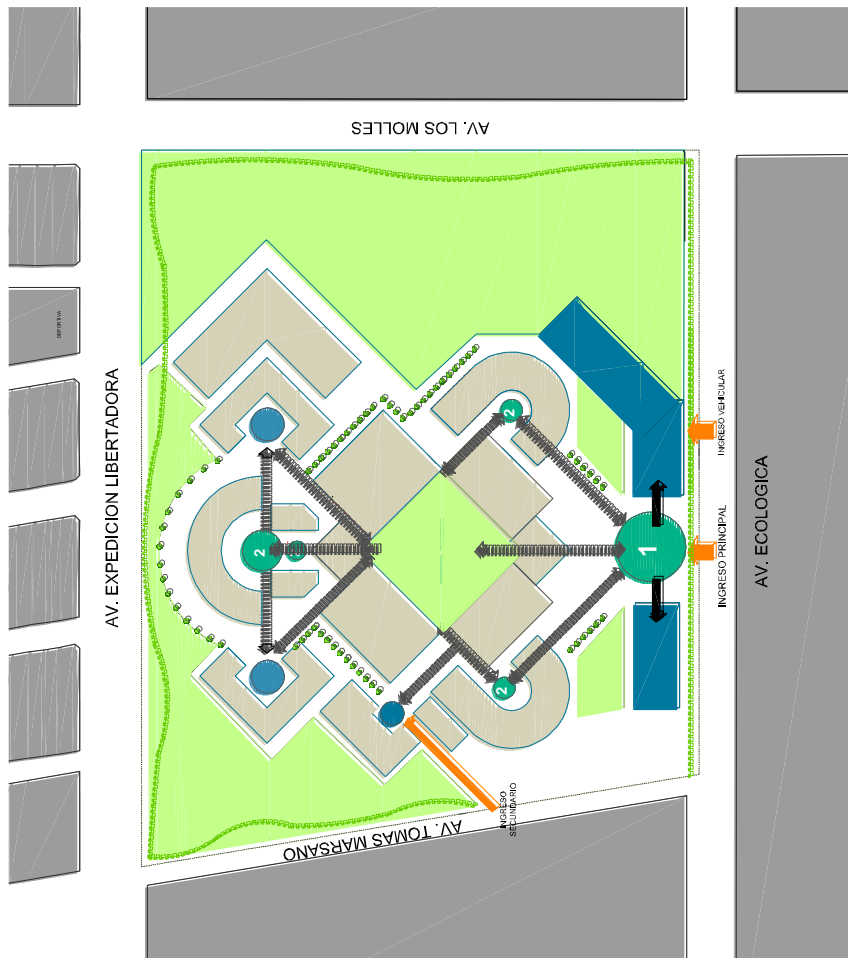 AV. LOS MOLLES
DEPORTIVA
AV. EXPEDICION LIBERTADORA
INGRESO VEHICULAR
2
2
1
INGRESO PRINCIPAL
AV. ECOLOGICA
2
INGRESO
SECUNDARIO
AV. TOMAS MARSANO